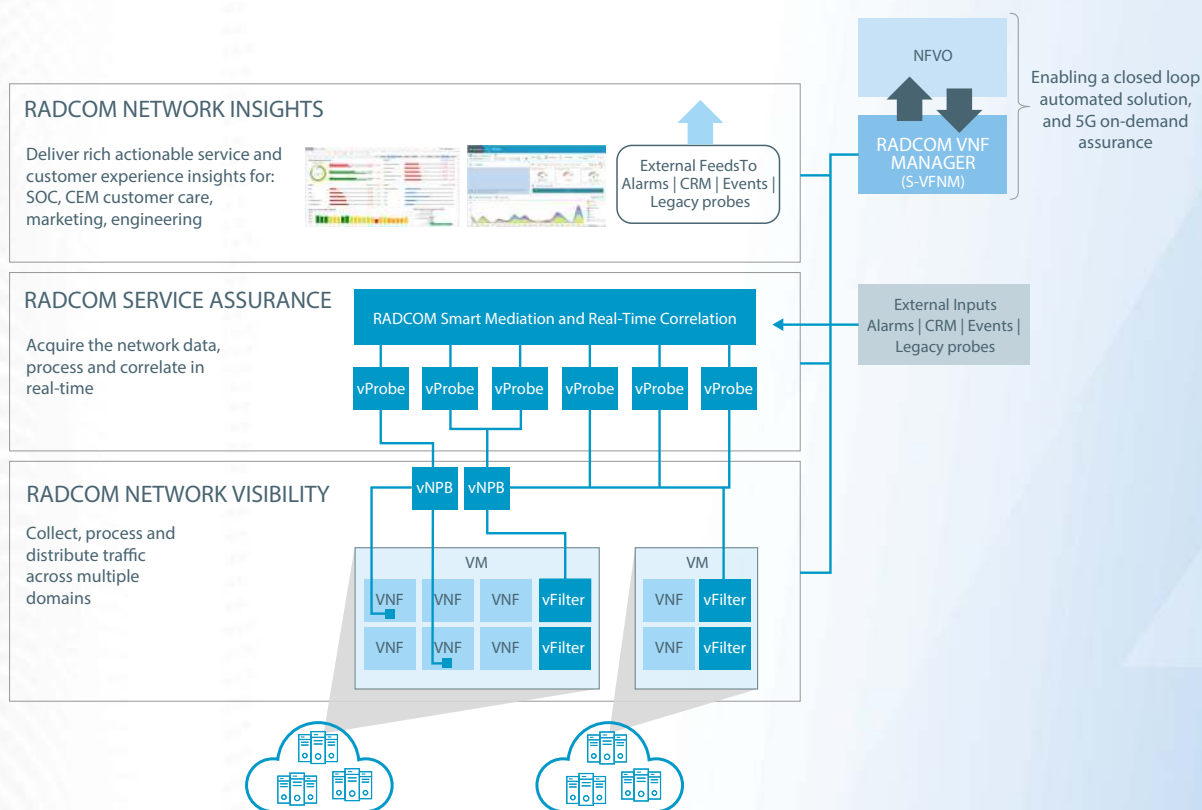 NFVO
Enabling a closed loop
automated solution,
and 5G on-demand
assurance
RADCOM VNF
MANAGER
(S-VFNM)
RADCOM NETWORK INSIGHTS
Deliver rich actionable service and
customer experience insights for:
SOC, CEM customer care,
marketing, engineering
External FeedsTo
Alarms | CRM | Events |
Legacy probes
RADCOM SERVICE ASSURANCE
Acquire the network data,
process and correlate in
real-time
RADCOM Smart Mediation and Real-Time Correlation
External Inputs
Alarms | CRM | Events |
Legacy probes
vProbe vProbe vProbe vProbe vProbe vProbe
RADCOM NETWORK VISIBILITY
Collect, process and
distribute traffic
across multiple
domains
vNPB vNPB
VM
VNF VNF VNF vFilter
VNF VNF VNF vFilter
VM
VNF vFilter
VNF vFilter